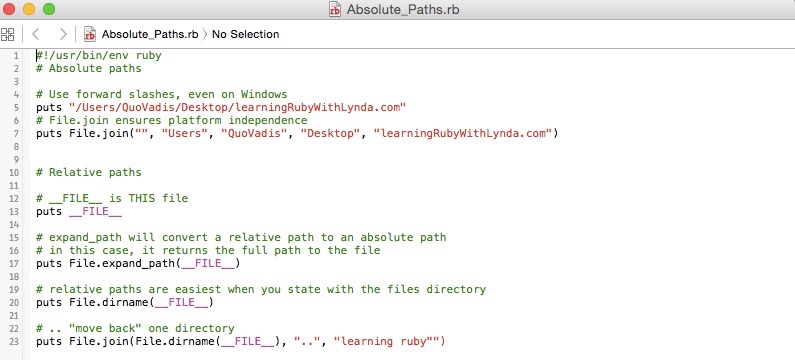 Absolute_Paths.rb
Absolute_Paths.rb 〉 No Selection
1 #!/usr/bin/env ruby
2 # Absolute paths
3
4 # Use forward slashes, even on Windows
5 puts "/Users/QuoVadis/Desktop/learningRubyWithLynda.com"
6 # File.join ensures platform independence
7 puts File.join("", "Users", "QuoVadis", "Desktop", "learningRubyWithLynda.com")
8
9
10 # Relative paths
11
12 # __FILE__ is THIS file
13 puts __FILE__
14
15 # expand_path will convert a relative path to an absolute path
16 # in this case, it returns the full path to the file
17 puts File.expand_path(__FILE__)
18
19 # relative paths are easiest when you state with the files directory
20 puts File.dirname(__FILE__)
21
22 # .. "move back" one directory
23 puts File.join(File.dirname(__FILE__), "..", "learning ruby"")